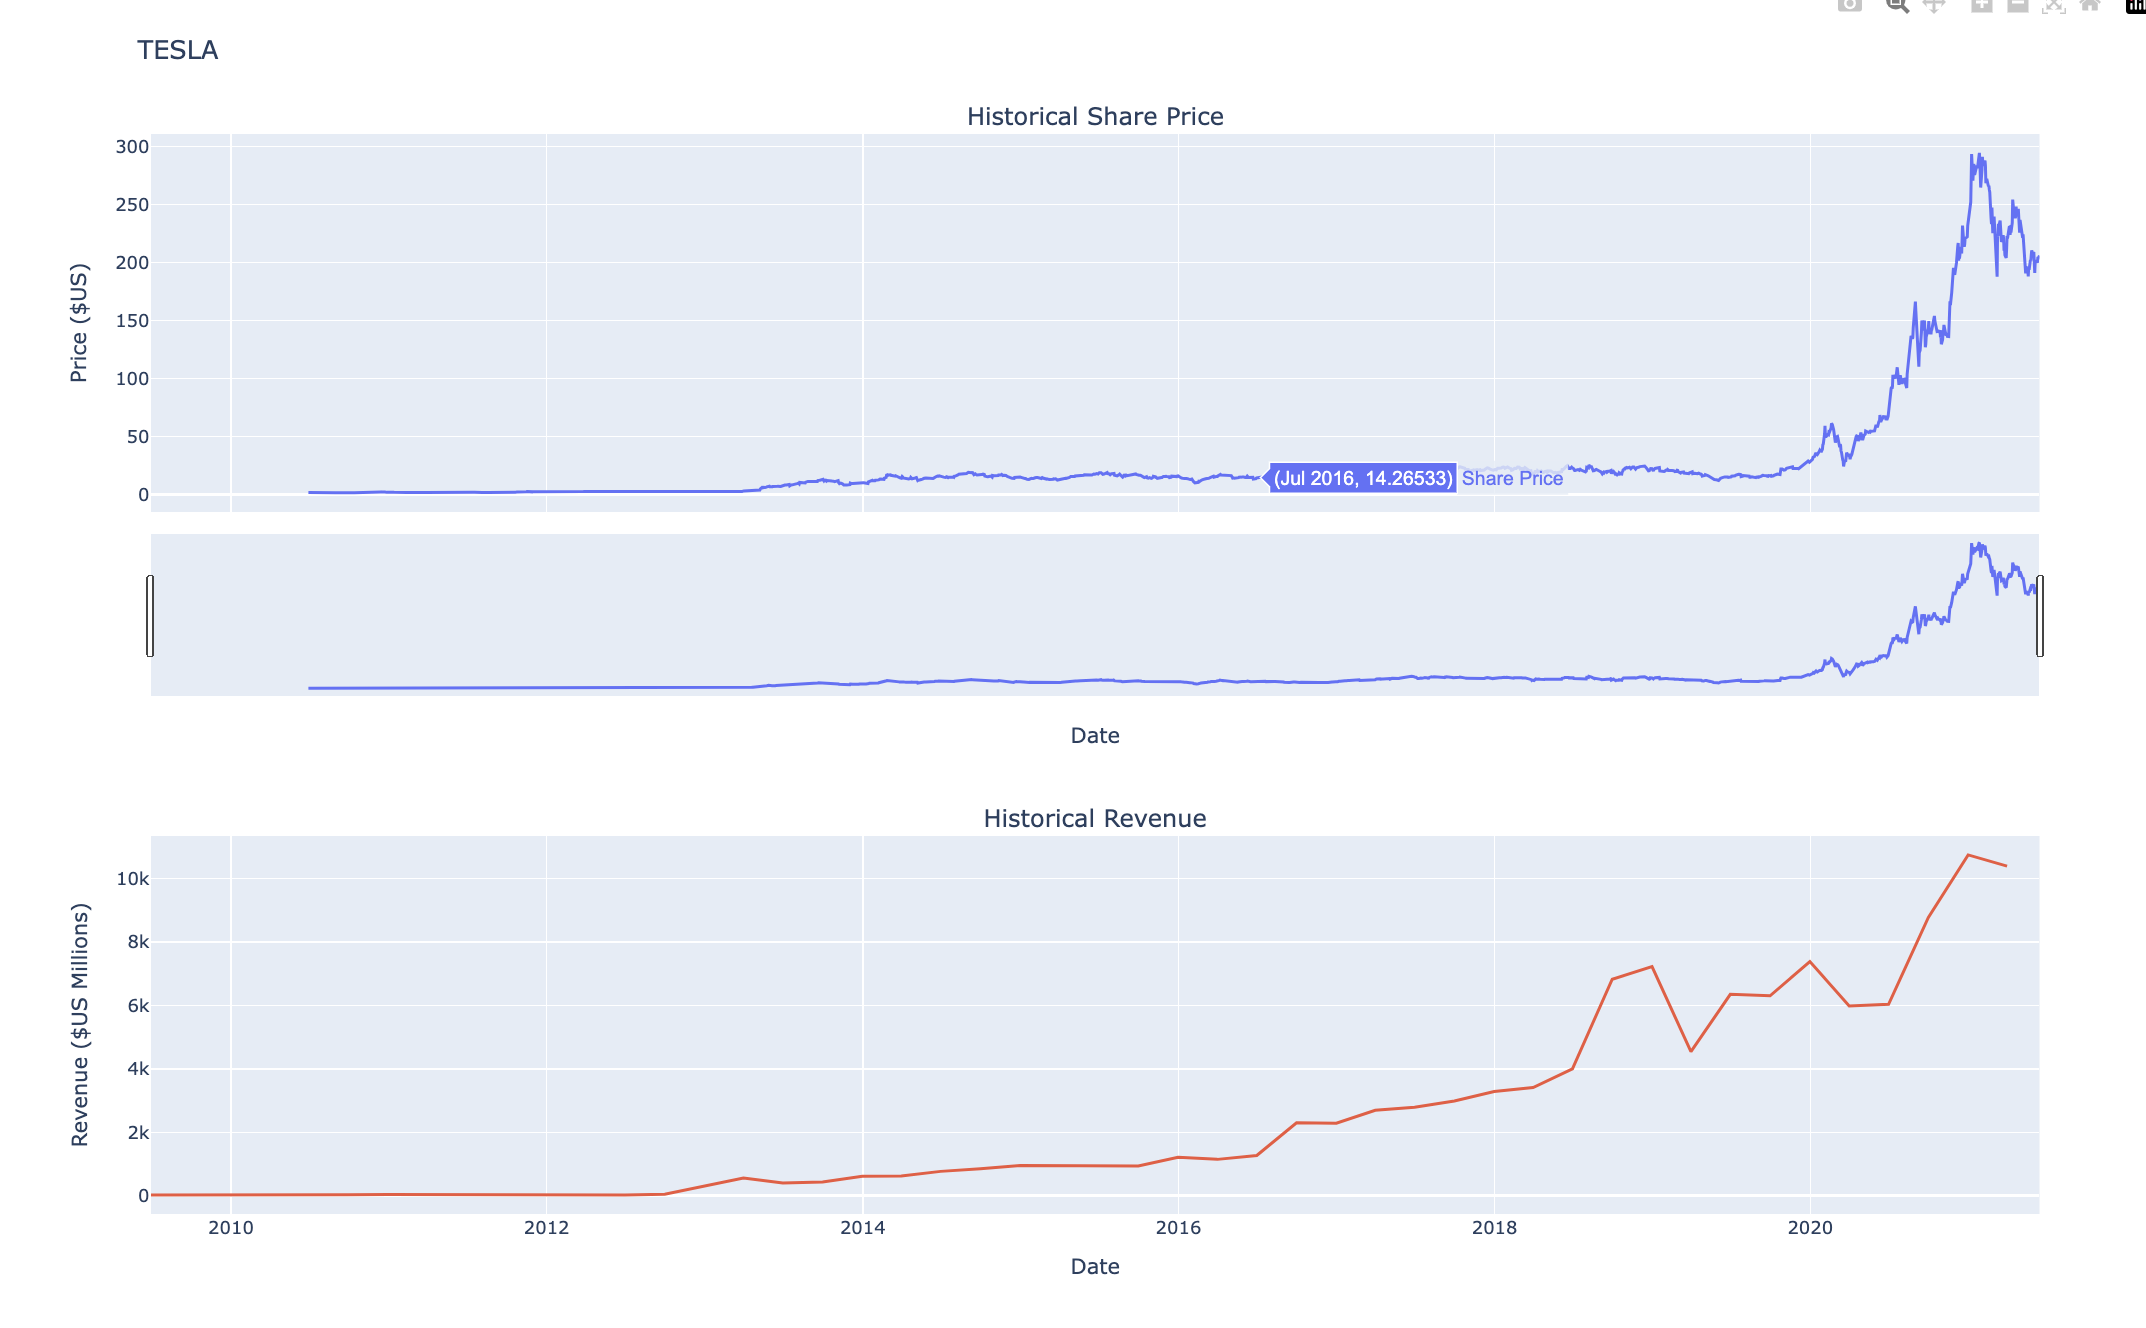 TESLA
Historical Share Price
300
250
200
150
100
50
0
Price ($US)
(Jul 2016, 14.26533) Share Price
Date
Historical Revenue
10k
8k
6k
4k
2k
0
Revenue ($US Millions)
2010 2012 2014 2016 2018 2020
Date